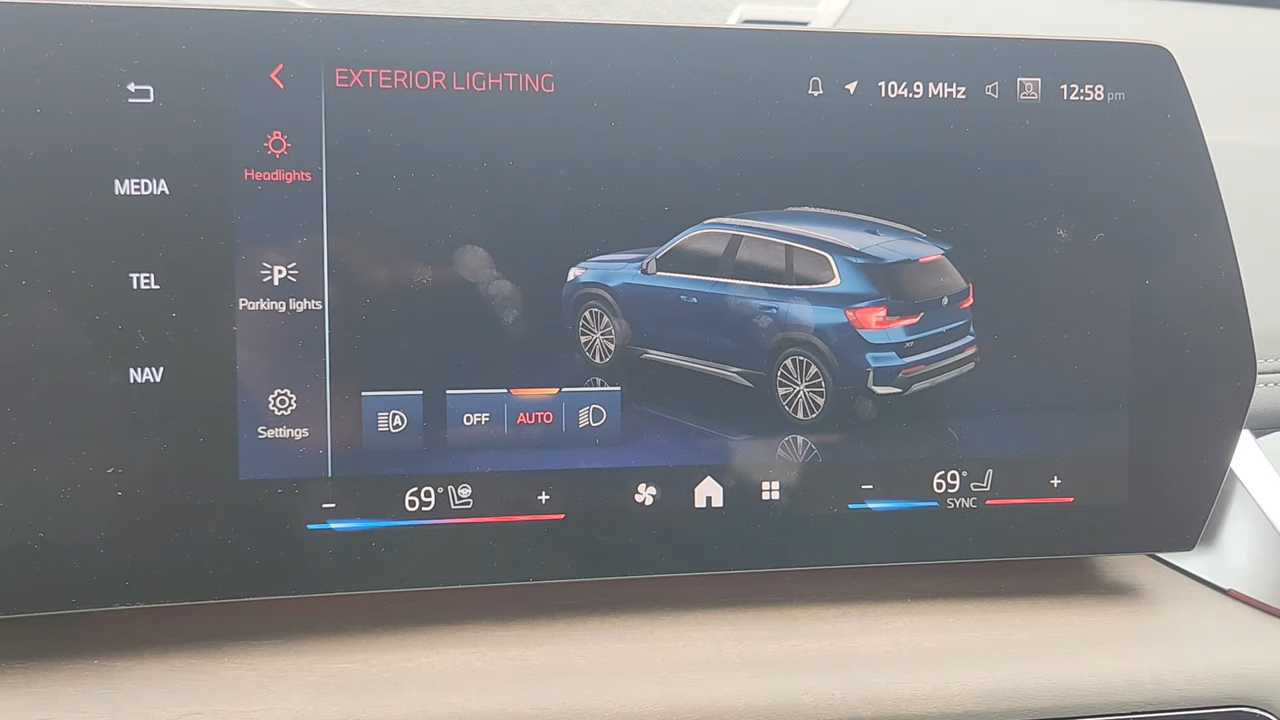 EXTERIOR LIGHTING
104.9 MHz
12:58 pm
MEDIA
TEL
NAV
Headlights
P
Parking lights
Settings
A
OFF
AUTO
X1
− 69° +
− 69° +
SYNC